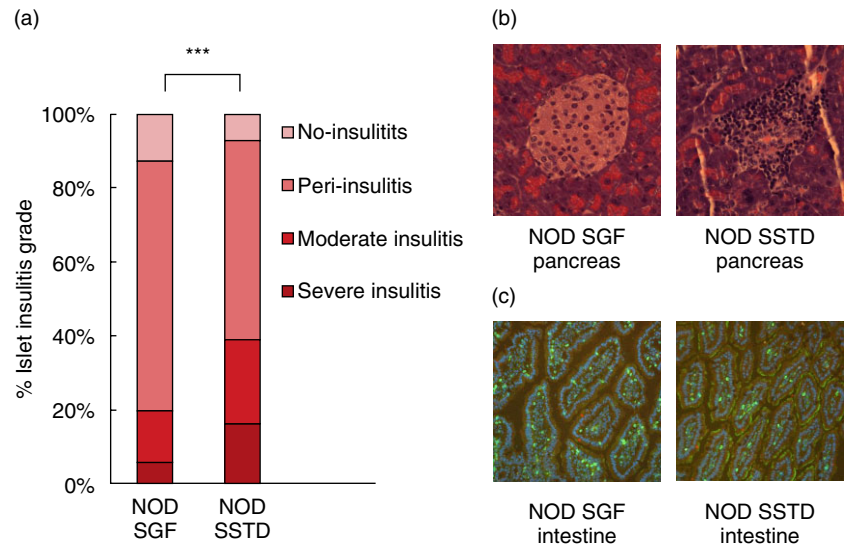 (a)
***
100%
80%
60%
40%
20%
0%
% Islet insulitis grade
No-insulitits
Peri-insulitis
Moderate insulitis
Severe insulitis
NOD
SGF
NOD
SSTD
(b)
NOD SGF
pancreas
NOD SSTD
pancreas
(c)
NOD SGF
intestine
NOD SSTD
intestine